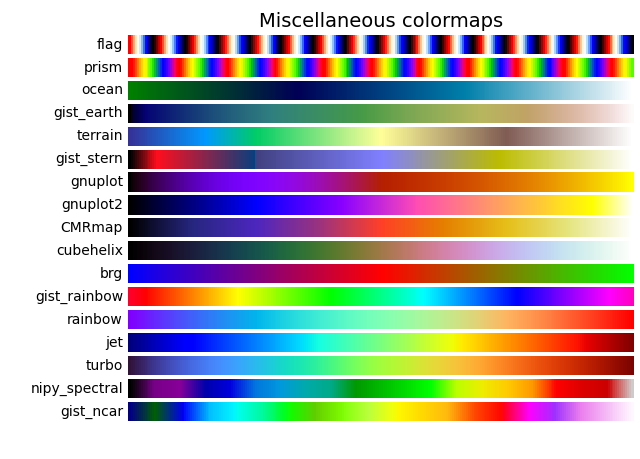 Miscellaneous colormaps
flag
prism
ocean
gist_earth
terrain
gist_stern
gnuplot
gnuplot2
CMRmap
cubehelix
brg
gist_rainbow
rainbow
jet
turbo
nipy_spectral
gist_ncar